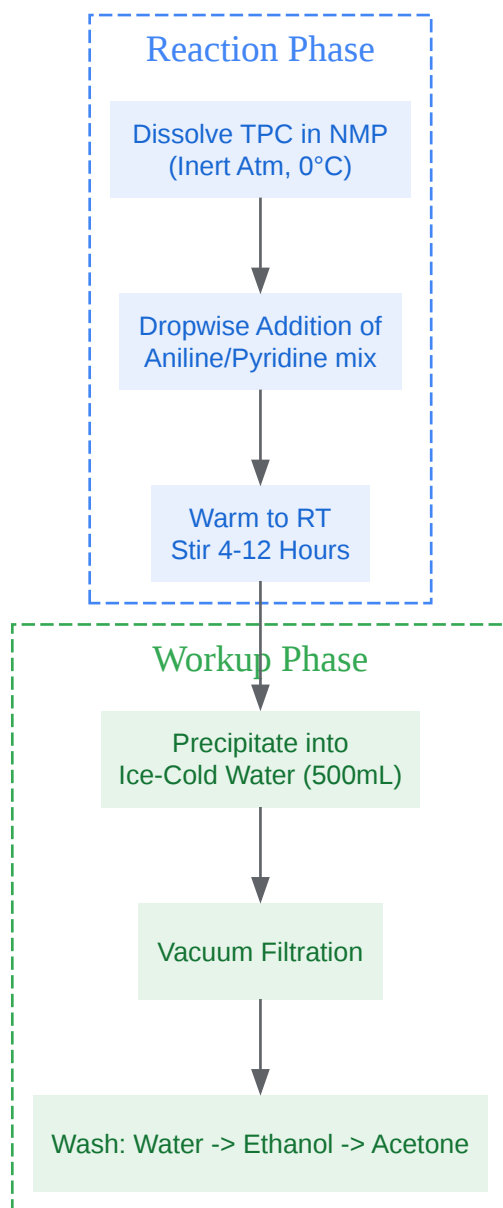 Reaction Phase
Dissolve TPC in NMP
(Inert Atm, 0°C)
Dropwise Addition of
Aniline/Pyridine mix
Warm to RT
Stir 4-12 Hours
Workup Phase
Precipitate into
Ice-Cold Water (500mL)
Vacuum Filtration
Wash: Water -> Ethanol -> Acetone